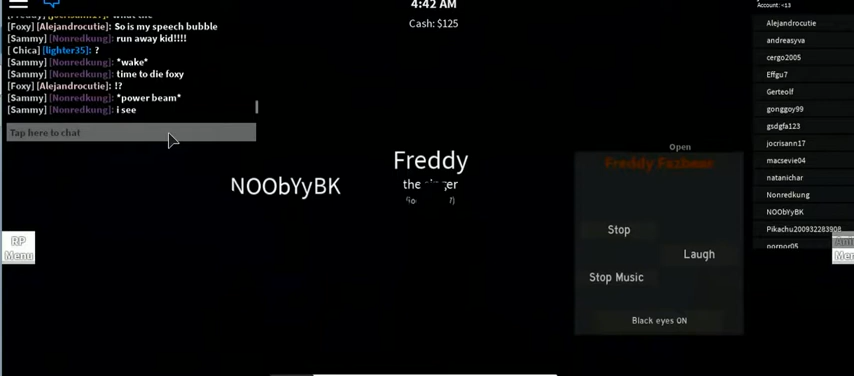 4:42 AM
Cash: $125
Account: <13
[Foxy] [Alejandrocutie]: So is my speech bubble
[Sammy] [Nonredkung]: run away kid!!!!
[ Chica] [lighter35]: ?
[Sammy] [Nonredkung]: *wake*
[Sammy] [Nonredkung]: time to die foxy
[Foxy] [Alejandrocutie]: !?
[Sammy] [Nonredkung]: *power beam*
[Sammy] [Nonredkung]: i see
Tap here to chat
RP
Menu
NOObYyBK
Freddy
the
Open
Freddy Fazbear
Stop
Laugh
Stop Music
Black eyes ON
Alejandrocutie
andreasyva
cergo2005
Effgu7
Gerteolf
gonggoy99
gsdgfa123
jocrisann17
macsevie04
natanichar
Nonredkung
NOObYyBK
Pikachu200932283908
Menu